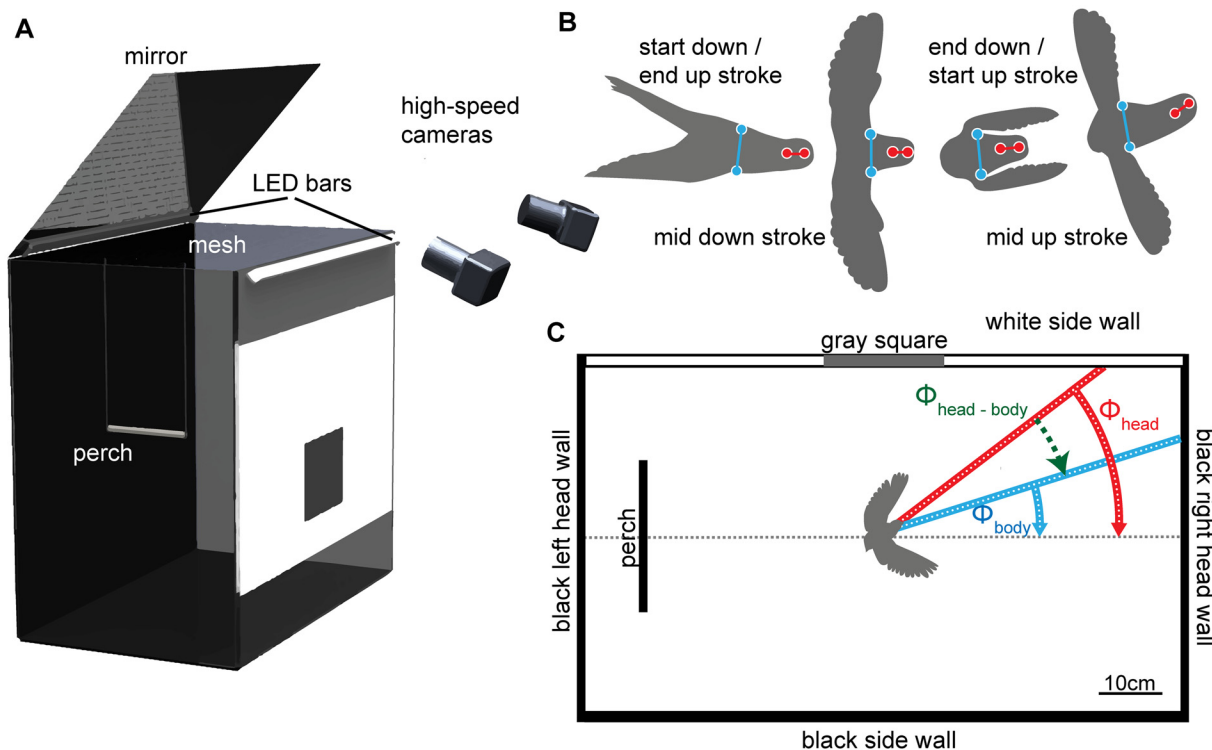 A
mirror
high-speed
cameras
LED bars
mesh
perch
B
start down /
end up stroke
end down /
start up stroke
mid down stroke
mid up stroke
C
white side wall
gray square
Φhead - body
Φhead
Φbody
black left head wall
perch
black right head wall
10cm
black side wall